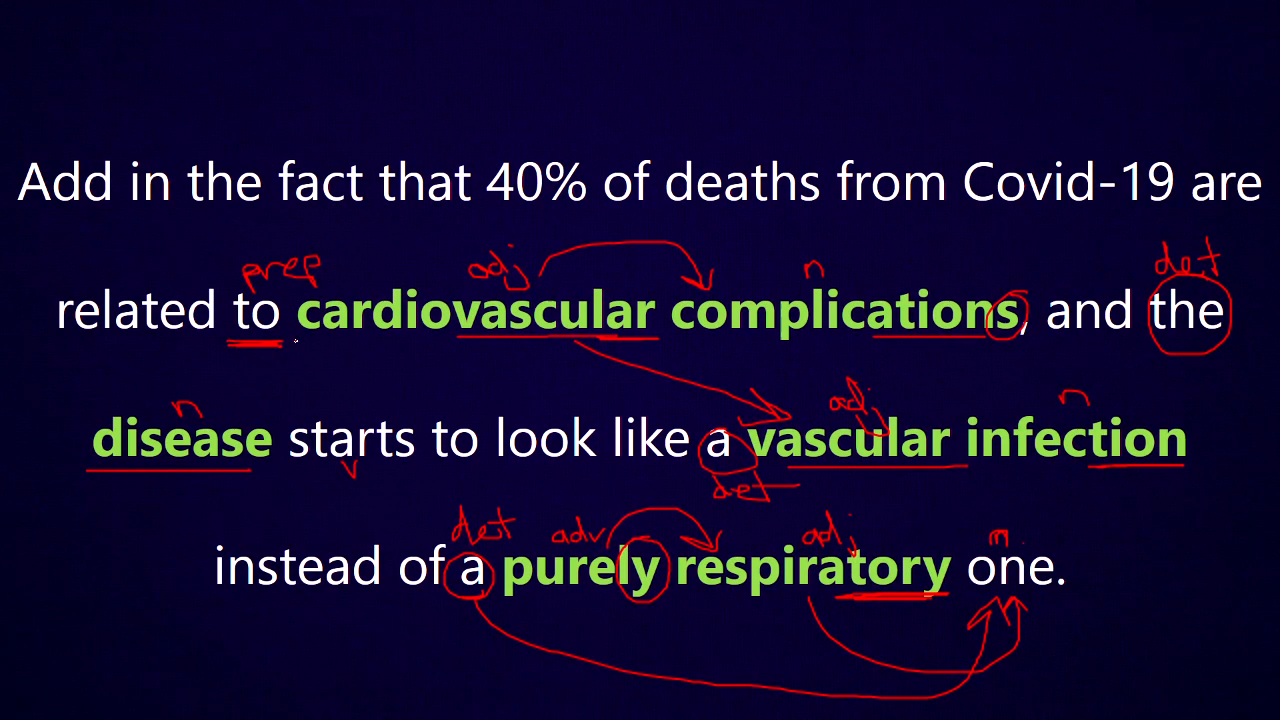 Add in the fact that 40% of deaths from Covid-19 are
prep adj n det
related to cardiovascular complications, and the
n adj n
disease starts to look like a vascular infection
v det
det adv adj n
instead of a purely respiratory one.